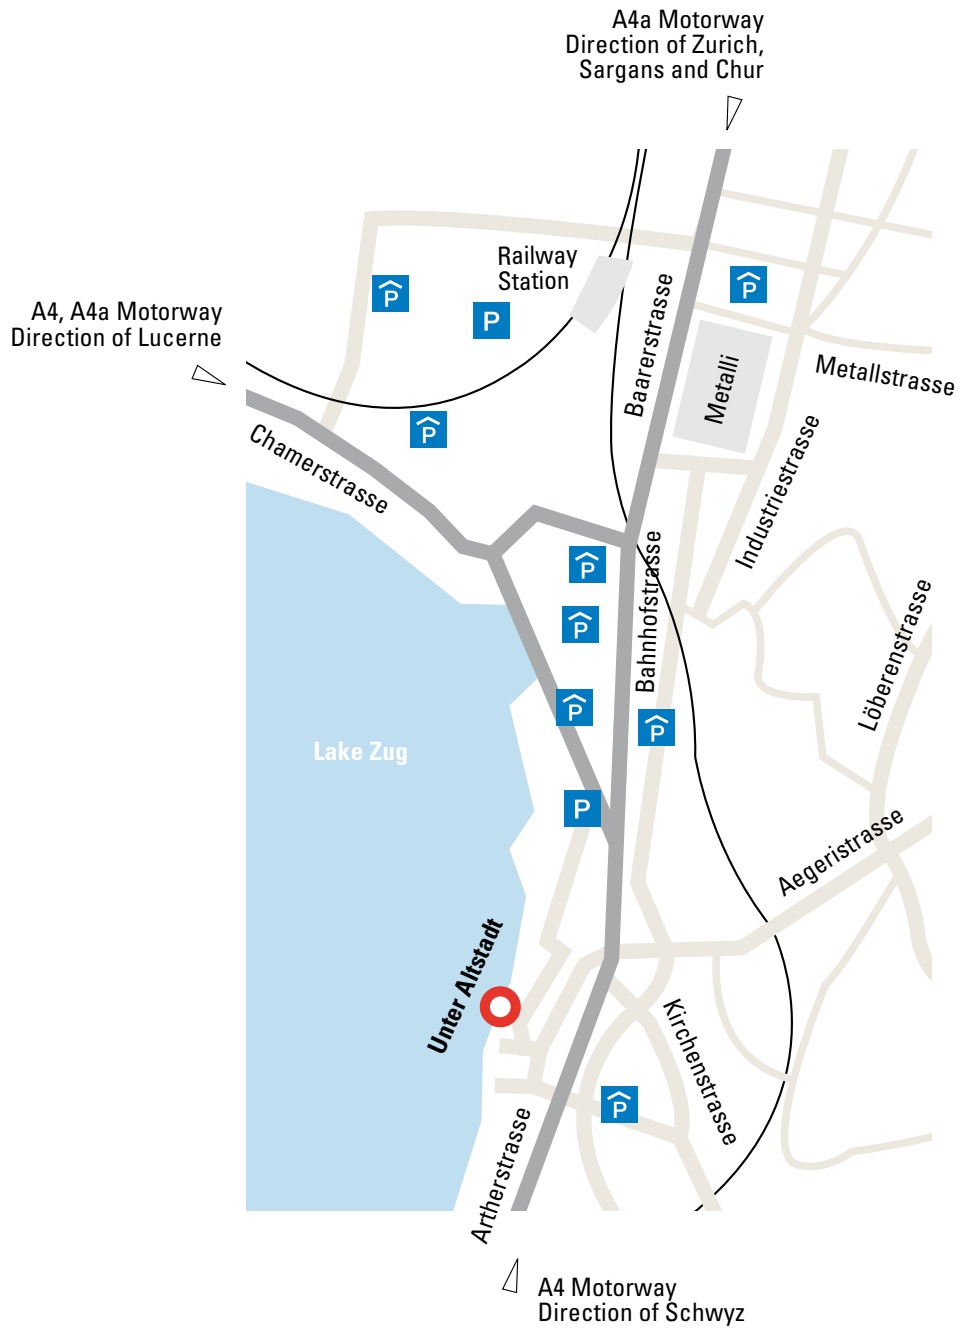 A4a Motorway
Direction of Zurich,
Sargans and Chur
Railway
Station
P
P
P
A4, A4a Motorway
Direction of Lucerne
Baarerstrasse
Metalli
Metallstrasse
P
Chamerstrasse
Industriestrasse
P
Bahnhofstrasse
P
Löberenstrasse
P
P
Lake Zug
P
Aegeristrasse
Unter Altstadt
Kirchenstrasse
P
Artherstrasse
A4 Motorway
Direction of Schwyz